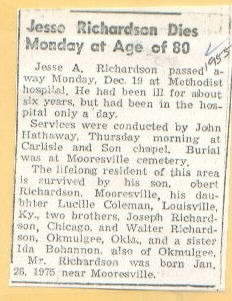 Jesse Richardson Dies
Monday at Age of 80
1955
Jesse A. Richardson passed a-
way Monday, Dec. 19 at Methodist
hospital. He had been ill for about
six years, but had been in the hos-
pital only a day.
Services were conducted by John
Hathaway, Thursday morning at
Carlisle and Son chapel. Burial
was at Mooresville cemetery.
The lifelong resident of this area
is survived by his son, obert
Richardson, Mooresville, his dau-
ghter Lucille Coleman, Louisville,
Ky., two brothers, Joseph Richard-
son, Chicago, and Walter Richard-
son, Okmulgee, Okla., and a sister
Ida Bohannon, also of Okmulgee,
Mr. Richardson was born Jan.
26, 1975 near Mooresville.